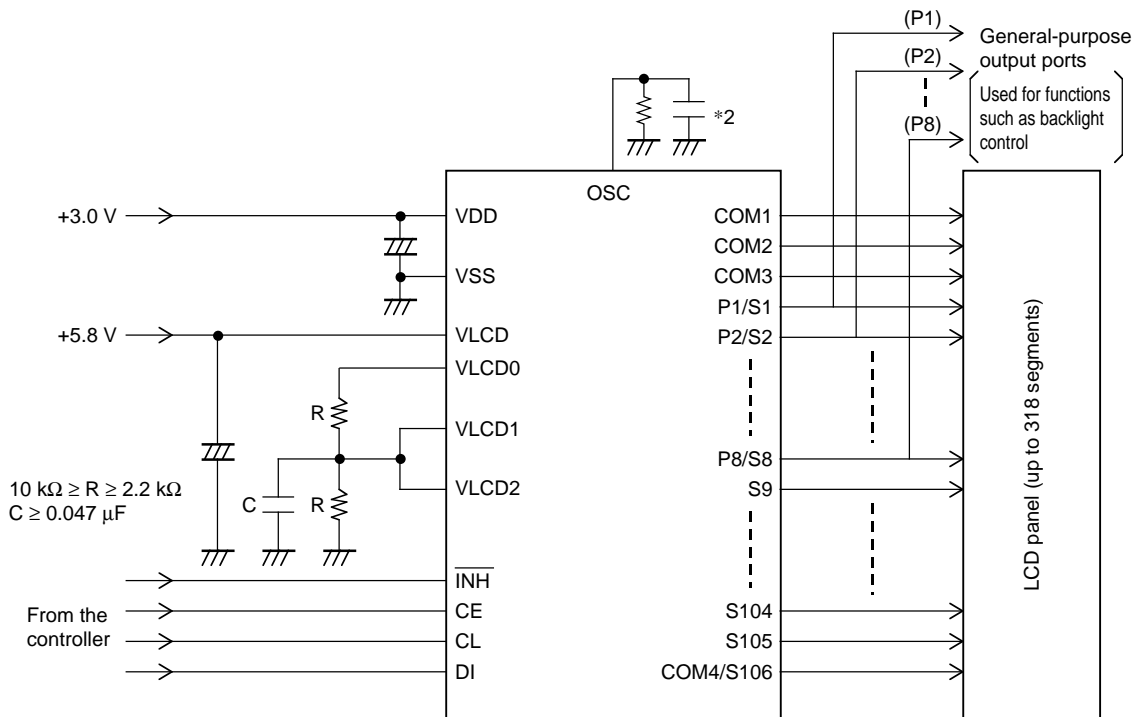 (P1)
General-purpose
output ports
(P2)
Used for functions
such as backlight
control
(P8)
*2
OSC
+3.0 V
VDD
VSS
+5.8 V
VLCD
VLCD0
R
VLCD1
VLCD2
C
R
10 kΩ ≥ R ≥ 2.2 kΩ
C ≥ 0.047 μF
INH
From the
controller
CE
CL
DI
COM1
COM2
COM3
P1/S1
P2/S2
P8/S8
S9
S104
S105
COM4/S106
LCD panel (up to 318 segments)